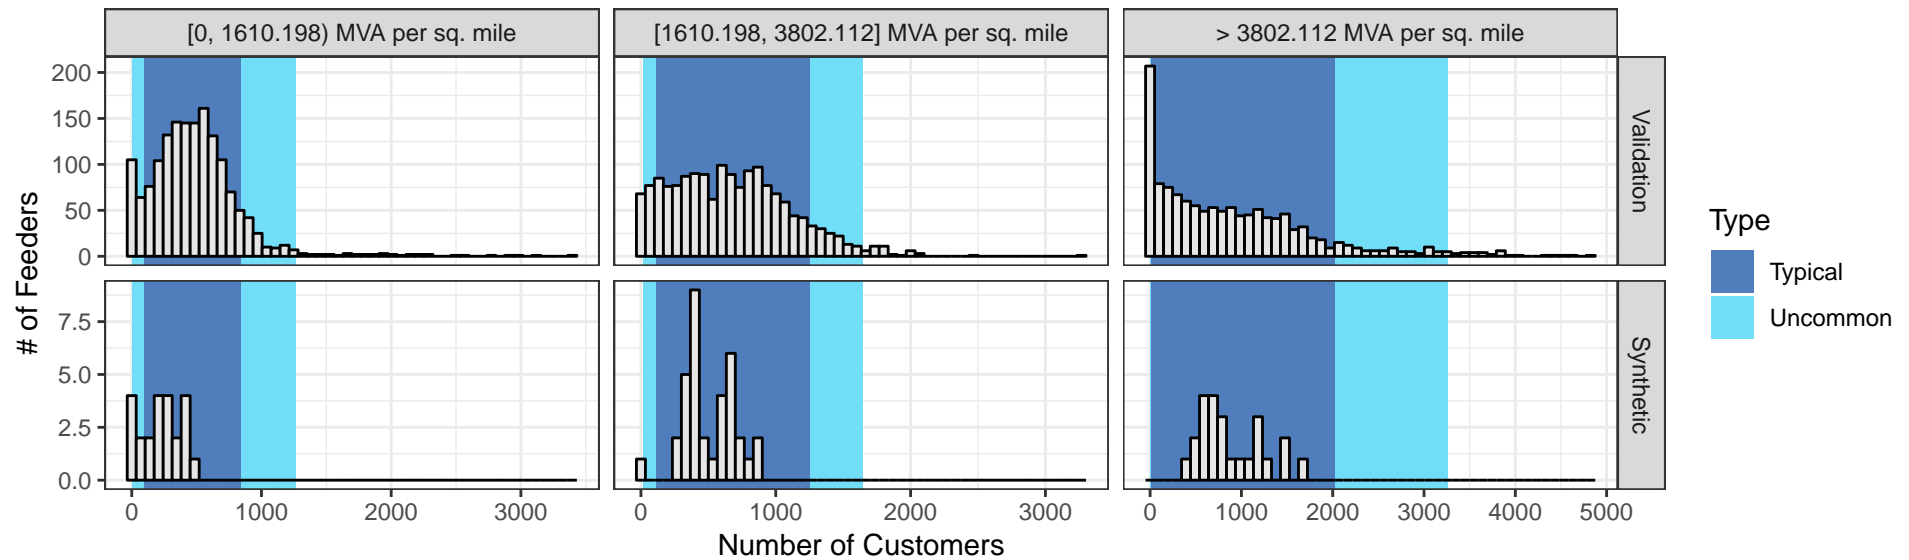 [0, 1610.198) MVA per sq. mile
[1610.198, 3802.112] MVA per sq. mile
> 3802.112 MVA per sq. mile
200
150
100
50
0
Validation
# of Feeders
7.5
5.0
2.5
0.0
Synthetic
0 1000 2000 3000
0 1000 2000 3000
0 1000 2000 3000 4000 5000
Number of Customers
Type
Typical
Uncommon